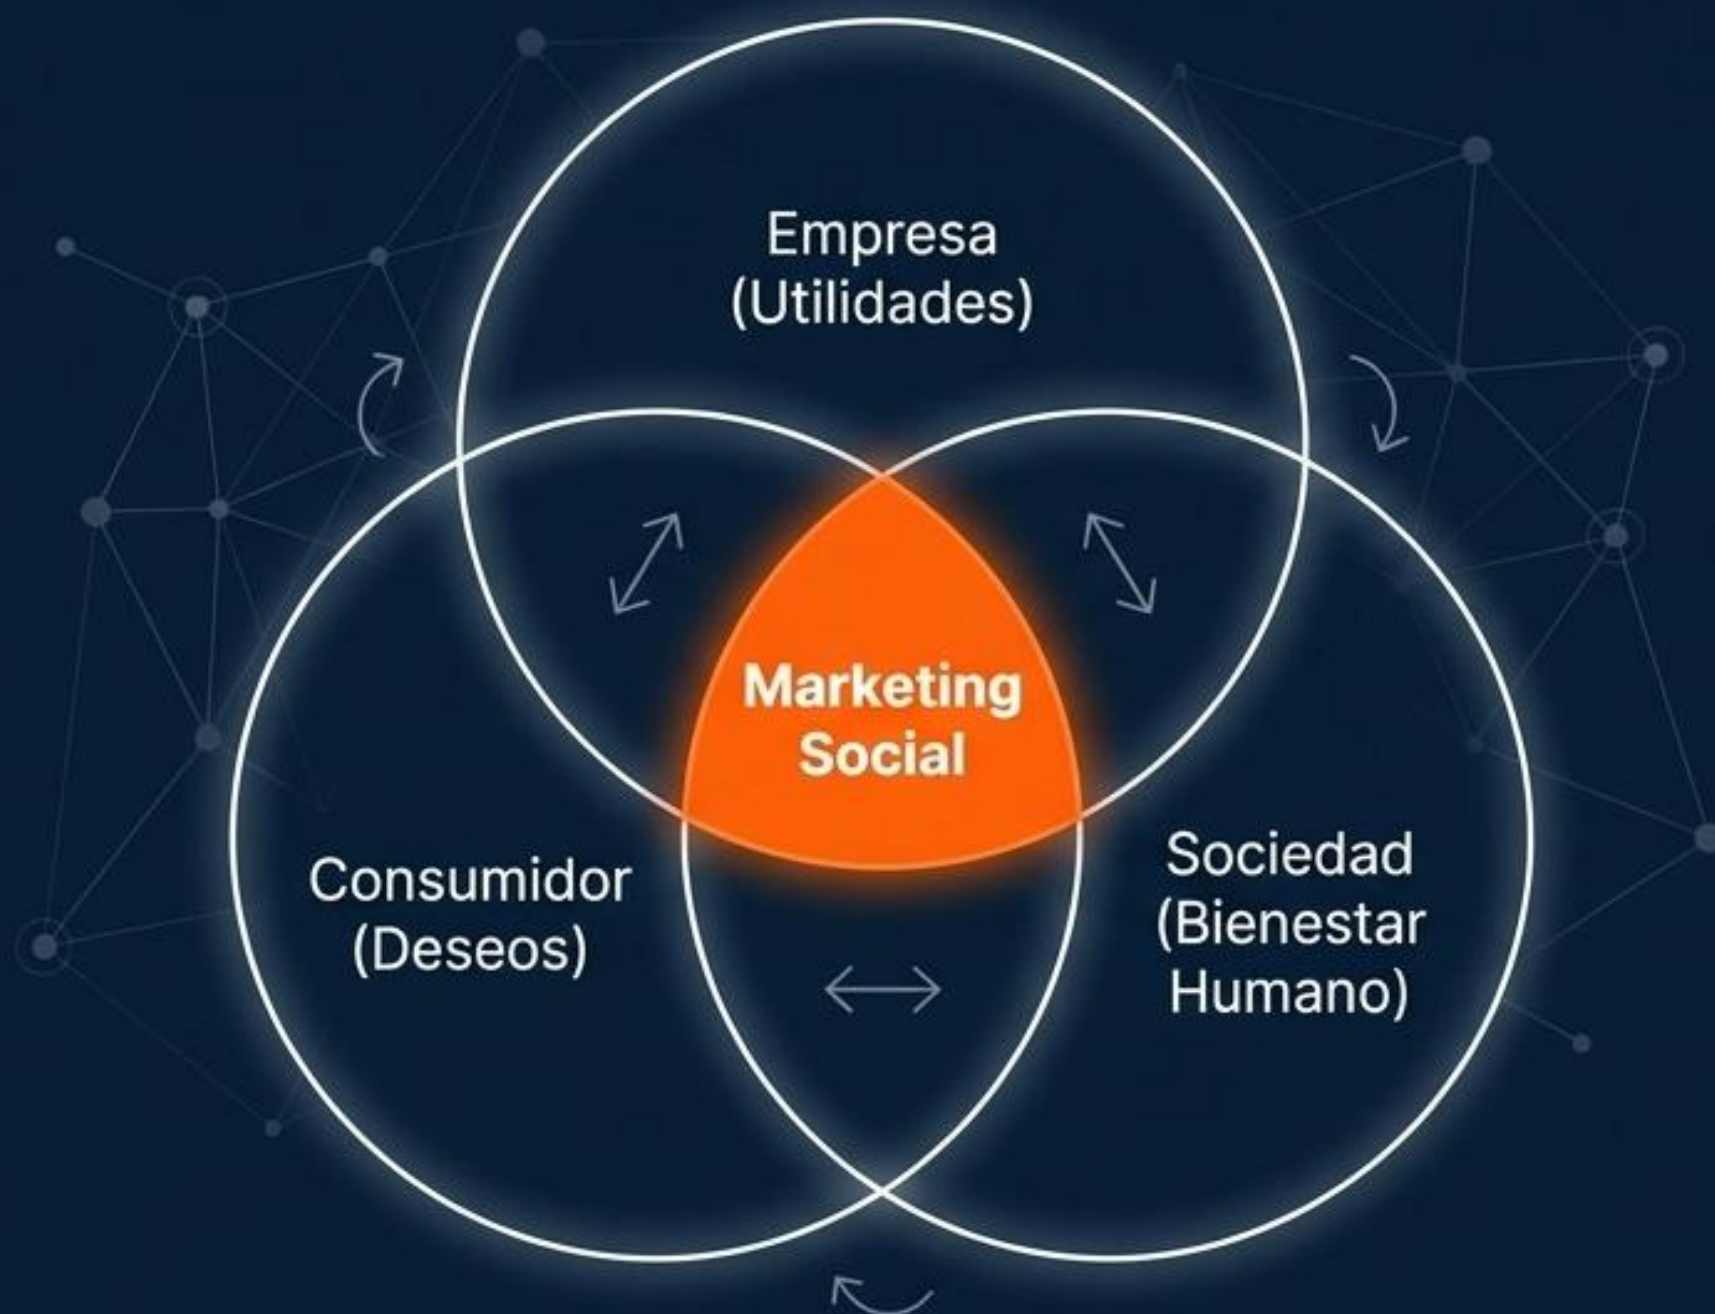 Empresa
(Utilidades)
Marketing
Social
Consumidor
(Deseos)
Sociedad
(Bienestar
Humano)